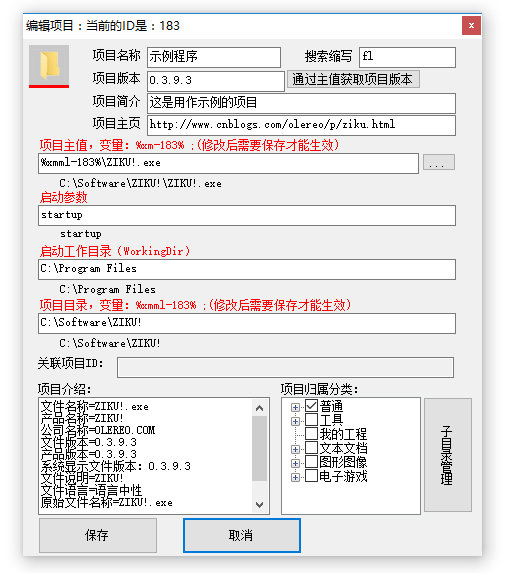 编辑项目：当前的ID是：183
项目名称 示例程序 搜索缩写 fl
项目版本 0.3.9.3 通过主值获取项目版本
项目简介 这是用作示例的项目
项目主页 http://www.cnblogs.com/olereo/p/ziku.html
项目主值，变量：%xm-183% ;(修改后需要保存才能生效)
%xmml-183%\ZIKU!.exe ...
C:\Software\ZIKU!\ZIKU!.exe
启动参数
startup
startup
启动工作目录（WorkingDir）
C:\Program Files
C:\Program Files
项目目录，变量：%xmml-183% ;(修改后需要保存才能生效)
C:\Software\ZIKU!
C:\Software\ZIKU!
关联项目ID:
项目介绍: 项目归属分类:
文件名称=ZIKU!.exe
产品名称=ZIKU!
公司名称=OLEREO.COM
文件版本=0.3.9.3
产品版本=0.3.9.3
系统显示文件版本: 0.3.9.3
文件说明=ZIKU!
文件语言=语言中性
原始文件名称=ZIKU!.exe
普通
工具
我的工程
文本文档
图形图像
电子游戏
子目录管理
保存 取消